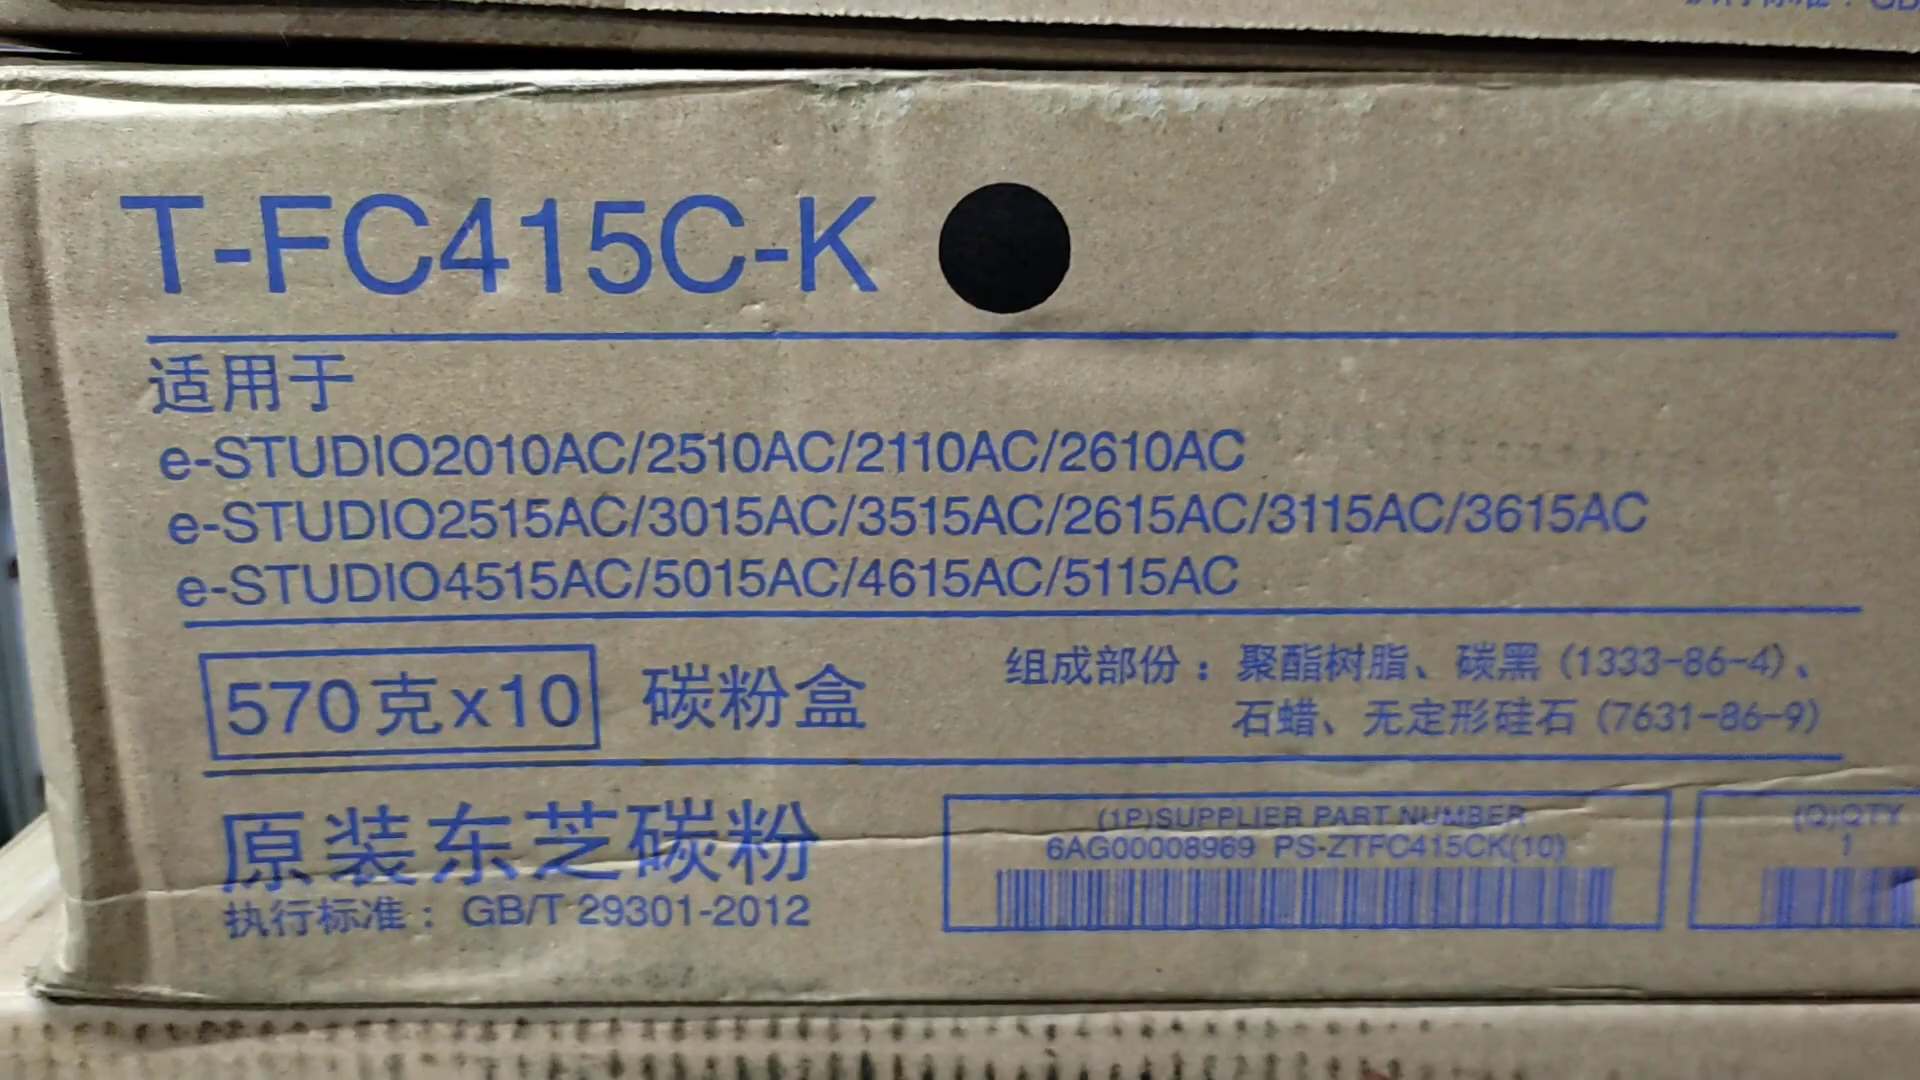 T-FC415C-K
适用于
e-STUDIO2010AC/2510AC/2110AC/2610AC
e-STUDIO2515AC/3015AC/3515AC/2615AC/3115AC/3615AC
e-STUDIO4515AC/5015AC/4615AC/5115AC
570克x10 碳粉盒
组成部份：聚酯树脂、碳黑 (1333-86-4)、
石蜡、无定形硅石 (7631-86-9)
原装东芝碳粉
执行标准：GB/T 29301-2012
(1P)SUPPLIER PART NUMBER
6AG00008969 PS-ZTFC415CK(10)
(Q)QTY
1